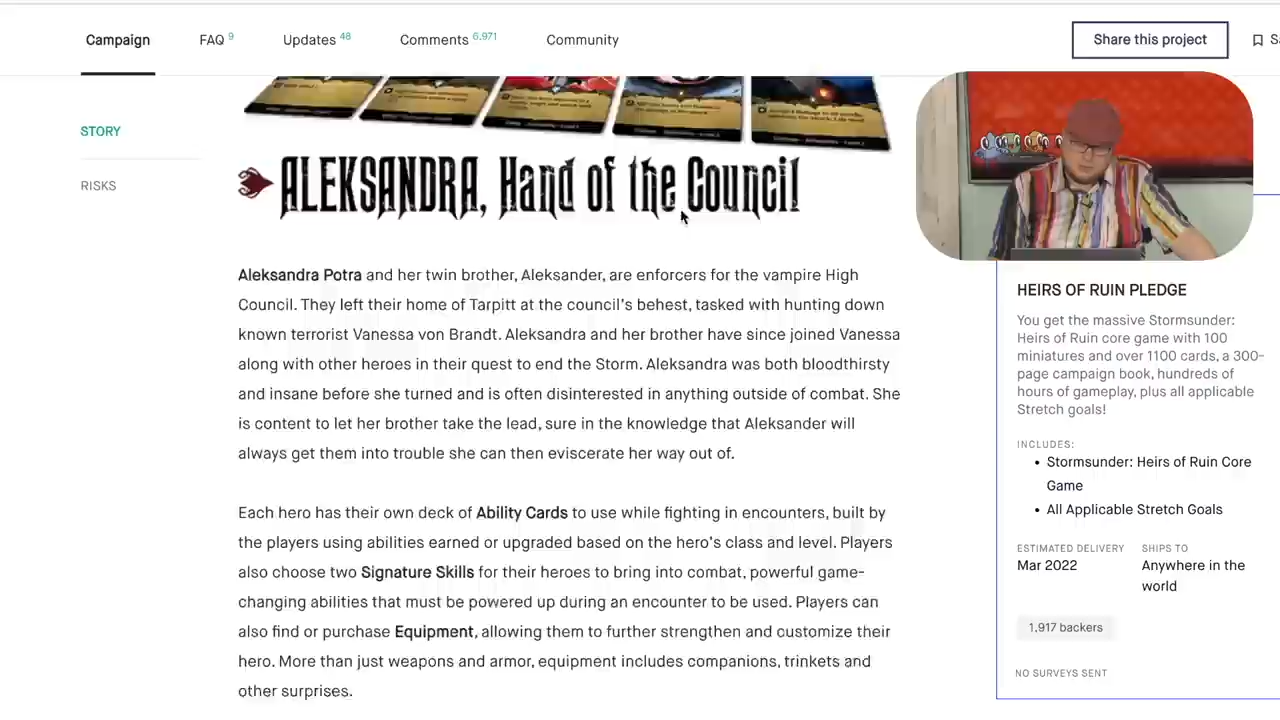 Campaign
FAQ 9
Updates 48
Comments 6,971
Community
Share this project
STORY
RISKS
ALEKSANDRA, Hand of the Council
Aleksandra Potra and her twin brother, Aleksander, are enforcers for the vampire High
Council. They left their home of Tarpitt at the council's behest, tasked with hunting down
known terrorist Vanessa von Brandt. Aleksandra and her brother have since joined Vanessa
along with other heroes in their quest to end the Storm. Aleksandra was both bloodthirsty
and insane before she turned and is often disinterested in anything outside of combat. She
is content to let her brother take the lead, sure in the knowledge that Aleksander will
always get them into trouble she can then eviscerate her way out of.
Each hero has their own deck of Ability Cards to use while fighting in encounters, built by
the players using abilities earned or upgraded based on the hero's class and level. Players
also choose two Signature Skills for their heroes to bring into combat, powerful game-
changing abilities that must be powered up during an encounter to be used. Players can
also find or purchase Equipment, allowing them to further strengthen and customize their
hero. More than just weapons and armor, equipment includes companions, trinkets and
other surprises.
HEIRS OF RUIN PLEDGE
You get the massive Stormsunder:
Heirs of Ruin core game with 100
miniatures and over 1100 cards, a 300-
page campaign book, hundreds of
hours of gameplay, plus all applicable
Stretch goals!
INCLUDES:
• Stormsunder: Heirs of Ruin Core
Game
• All Applicable Stretch Goals
ESTIMATED DELIVERY
Mar 2022
SHIPS TO
Anywhere in the
world
1,917 backers
NO SURVEYS SENT